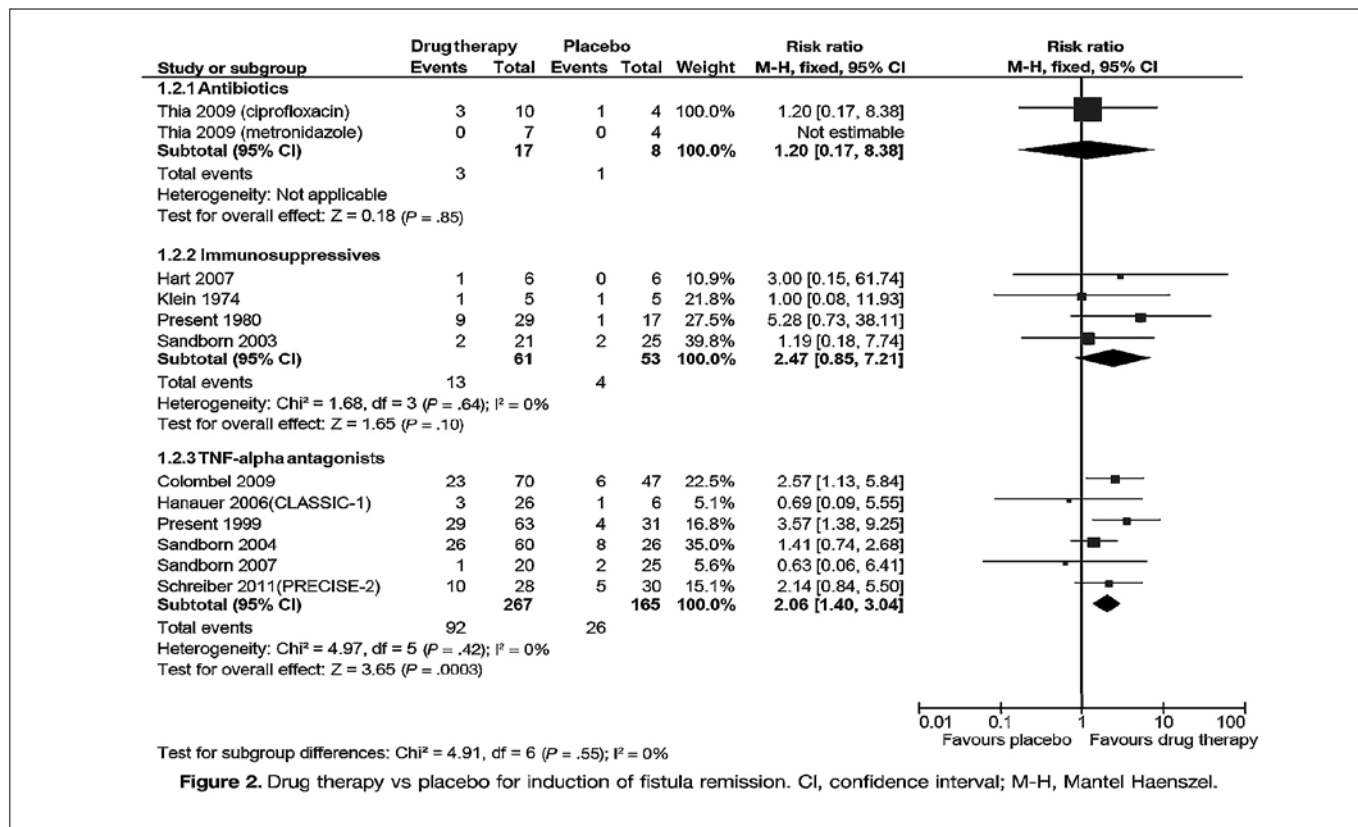 Drug therapy Placebo Risk ratio Risk ratio
Study or subgroup Events Total Events Total Weight M-H, fixed, 95% CI M-H, fixed, 95% CI
1.2.1 Antibiotics
Thia 2009 (ciprofloxacin) 3 10 1 4 100.0% 1.20 [0.17, 8.38]
Thia 2009 (metronidazole) 0 7 0 4 Not estimable
Subtotal (95% CI) 17 8 100.0% 1.20 [0.17, 8.38]
Total events 3 1
Heterogeneity: Not applicable
Test for overall effect: Z = 0.18 (P = .85)
1.2.2 Immunosuppressives
Hart 2007 1 6 0 6 10.9% 3.00 [0.15, 61.74]
Klein 1974 1 5 1 5 21.8% 1.00 [0.08, 11.93]
Present 1980 9 29 1 17 27.5% 5.28 [0.73, 38.11]
Sandborn 2003 2 21 2 25 39.8% 1.19 [0.18, 7.74]
Subtotal (95% CI) 61 53 100.0% 2.47 [0.85, 7.21]
Total events 13 4
Heterogeneity: Chi² = 1.68, df = 3 (P = .64); I² = 0%
Test for overall effect: Z = 1.65 (P = .10)
1.2.3 TNF-alpha antagonists
Colombel 2009 23 70 6 47 22.5% 2.57 [1.13, 5.84]
Hanauer 2006(CLASSIC-1) 3 26 1 6 5.1% 0.69 [0.09, 5.55]
Present 1999 29 63 4 31 16.8% 3.57 [1.38, 9.25]
Sandborn 2004 26 60 8 26 35.0% 1.41 [0.74, 2.68]
Sandborn 2007 1 20 2 25 5.6% 0.63 [0.06, 6.41]
Schreiber 2011(PRECISE-2) 10 28 5 30 15.1% 2.14 [0.84, 5.50]
Subtotal (95% CI) 267 165 100.0% 2.06 [1.40, 3.04]
Total events 92 26
Heterogeneity: Chi² = 4.97, df = 5 (P = .42); I² = 0%
Test for overall effect: Z = 3.65 (P = .0003)
0.01 0.1 1 10 100
Favours placebo Favours drug therapy
Test for subgroup differences: Chi² = 4.91, df = 6 (P = .55); I² = 0%
Figure 2. Drug therapy vs placebo for induction of fistula remission. CI, confidence interval; M-H, Mantel Haenszel.